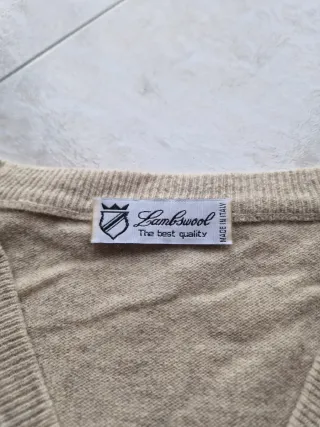 Lambswool
The best quality
MADE IN ITALY